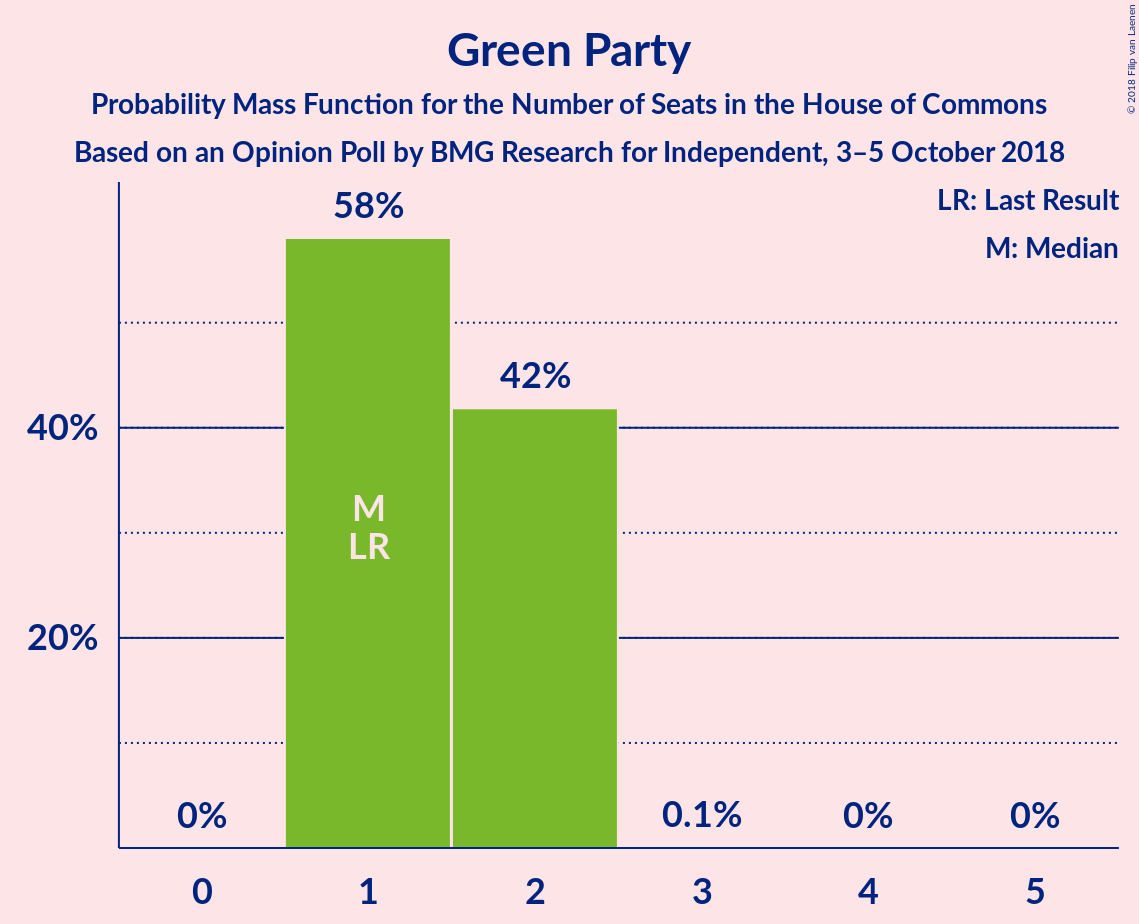 Green Party
Probability Mass Function for the Number of Seats in the House of Commons
Based on an Opinion Poll by BMG Research for Independent, 3–5 October 2018
© 2018 Filip van Laenen
LR: Last Result
M: Median
58%
42%
40%
M
LR
20%
0%
0.1%
0%
0%
0
1
2
3
4
5